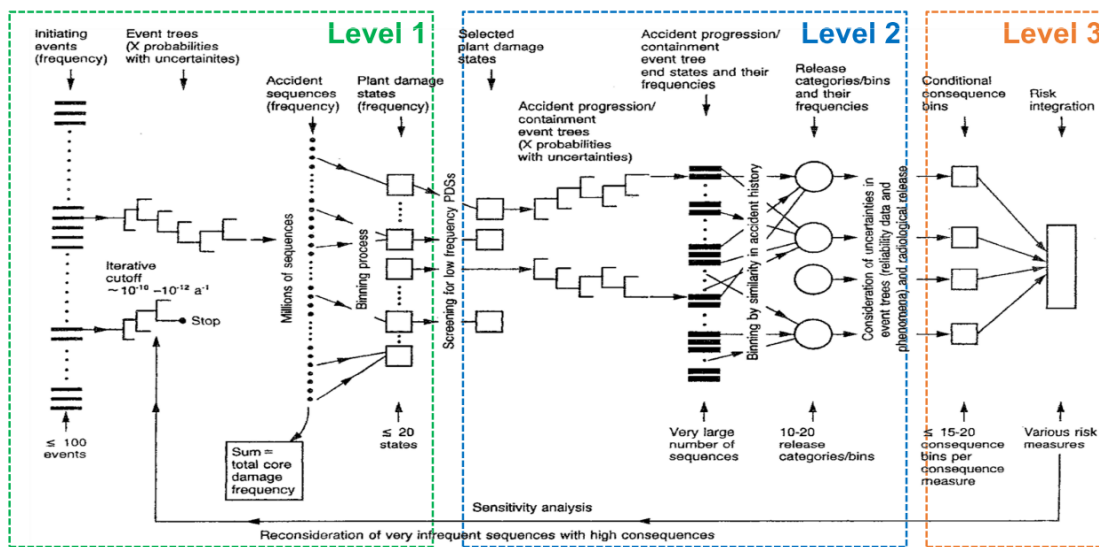 Level 1
Level 2
Level 3
Initiating
events
(frequency)
Event trees
(X probabilities
with uncertainites)
Accident
sequences
(frequency)
Plant damage
states
(frequency)
Selected
plant damage
states
Accident progression/
containment
event trees
(X probabilities
with uncertainties)
Accident progression/
containment
event tree
end states and their
frequencies
Release
categories/bins
and their
frequencies
Conditional
consequence
bins
Risk
integration
Iterative
cutoff
~ 10⁻¹⁰ –10⁻¹² a⁻¹
Stop
Millions of sequences
Binning process
Screening for low frequency PDSs
Binning by similarity in accident history
Consideration of uncertainties in
event trees (reliability data and
phenomena) and radiological release
≤ 100
events
Sum =
total core
damage
frequency
≤ 20
states
Very large
number of
sequences
10-20
release
categories/bins
≤ 15-20
consequence
bins per
consequence
measure
Various risk
measures
Sensitivity analysis
Reconsideration of very infrequent sequences with high consequences